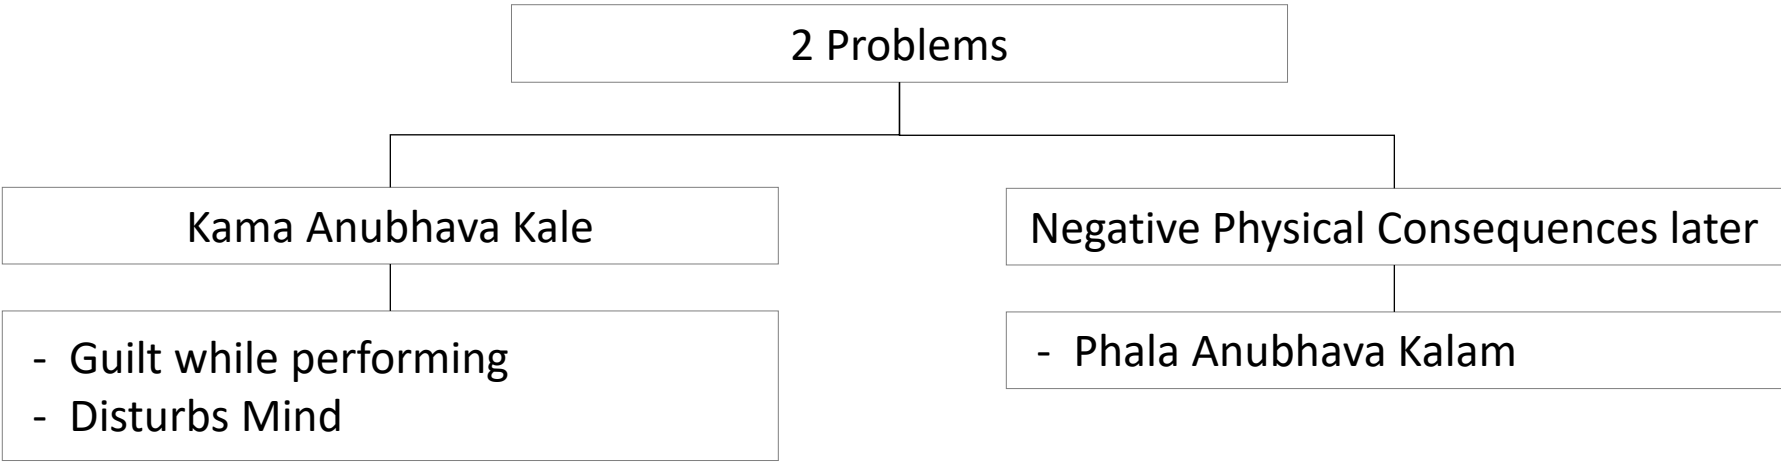 2 Problems
Kama Anubhava Kale
Negative Physical Consequences later
- Guilt while performing
- Disturbs Mind
- Phala Anubhava Kalam